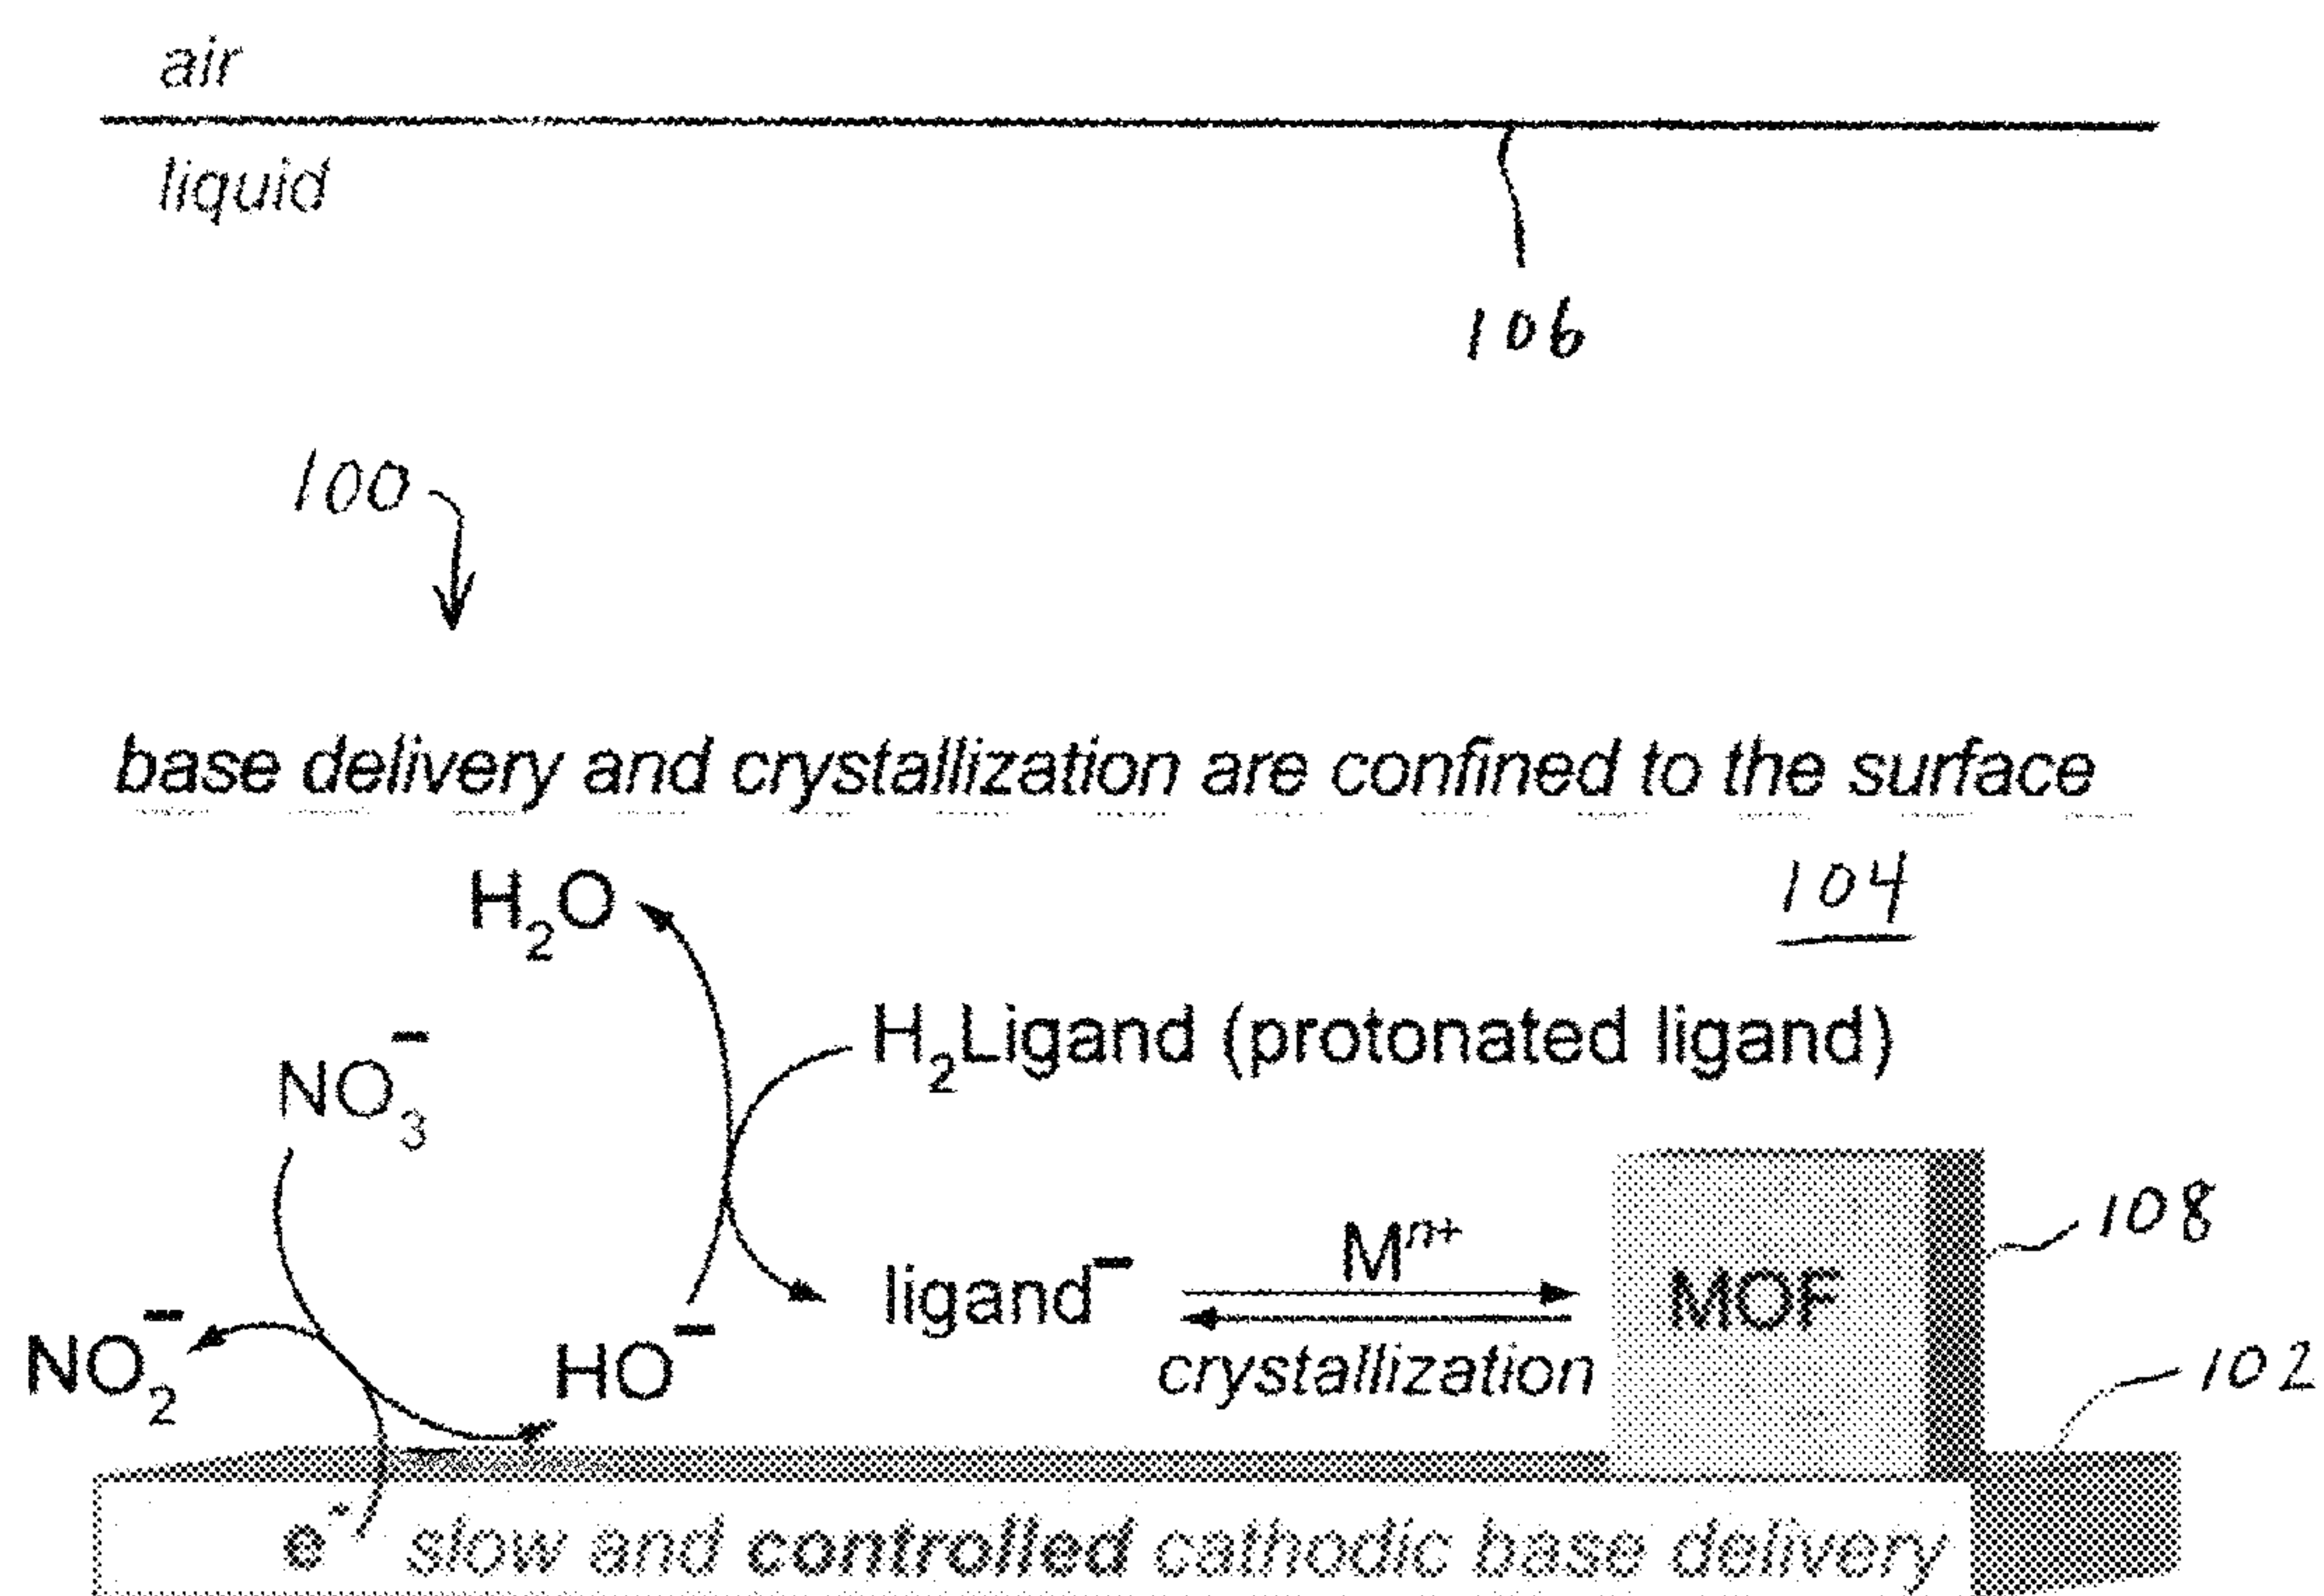 air
liquid
106
100
base delivery and crystallization are confined to the surface
104
H₂O
H₂Ligand (protonated ligand)
NO₃⁻
108
Mⁿ⁺
ligand⁻
MOF
NO₂⁻
HO⁻
crystallization
102
e⁻ slow and controlled cathodic base delivery